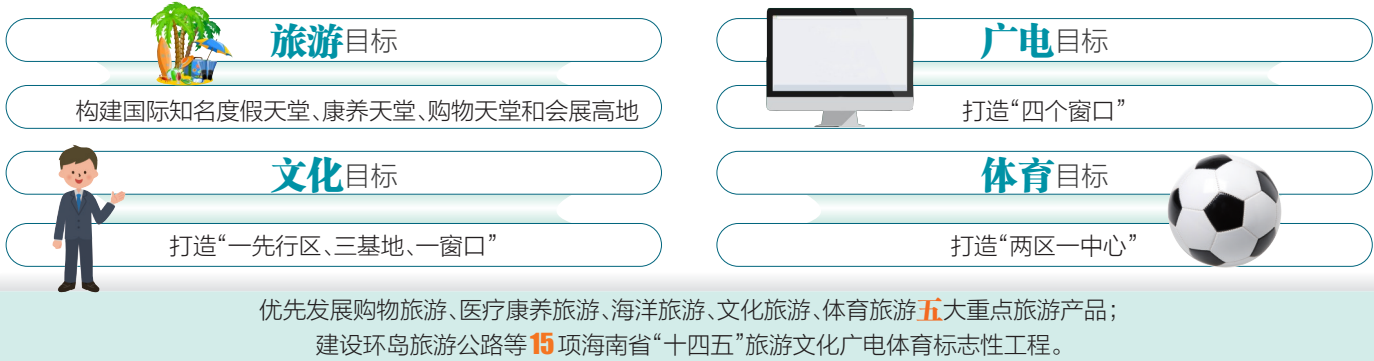 旅游目标
构建国际知名度假天堂、康养天堂、购物天堂和会展高地
广电目标
打造“四个窗口”
文化目标
打造“一先行区、三基地、一窗口”
体育目标
打造“两区一中心”
优先发展购物旅游、医疗康养旅游、海洋旅游、文化旅游、体育旅游五大重点旅游产品；
建设环岛旅游公路等15项海南省“十四五”旅游文化广电体育标志性工程。